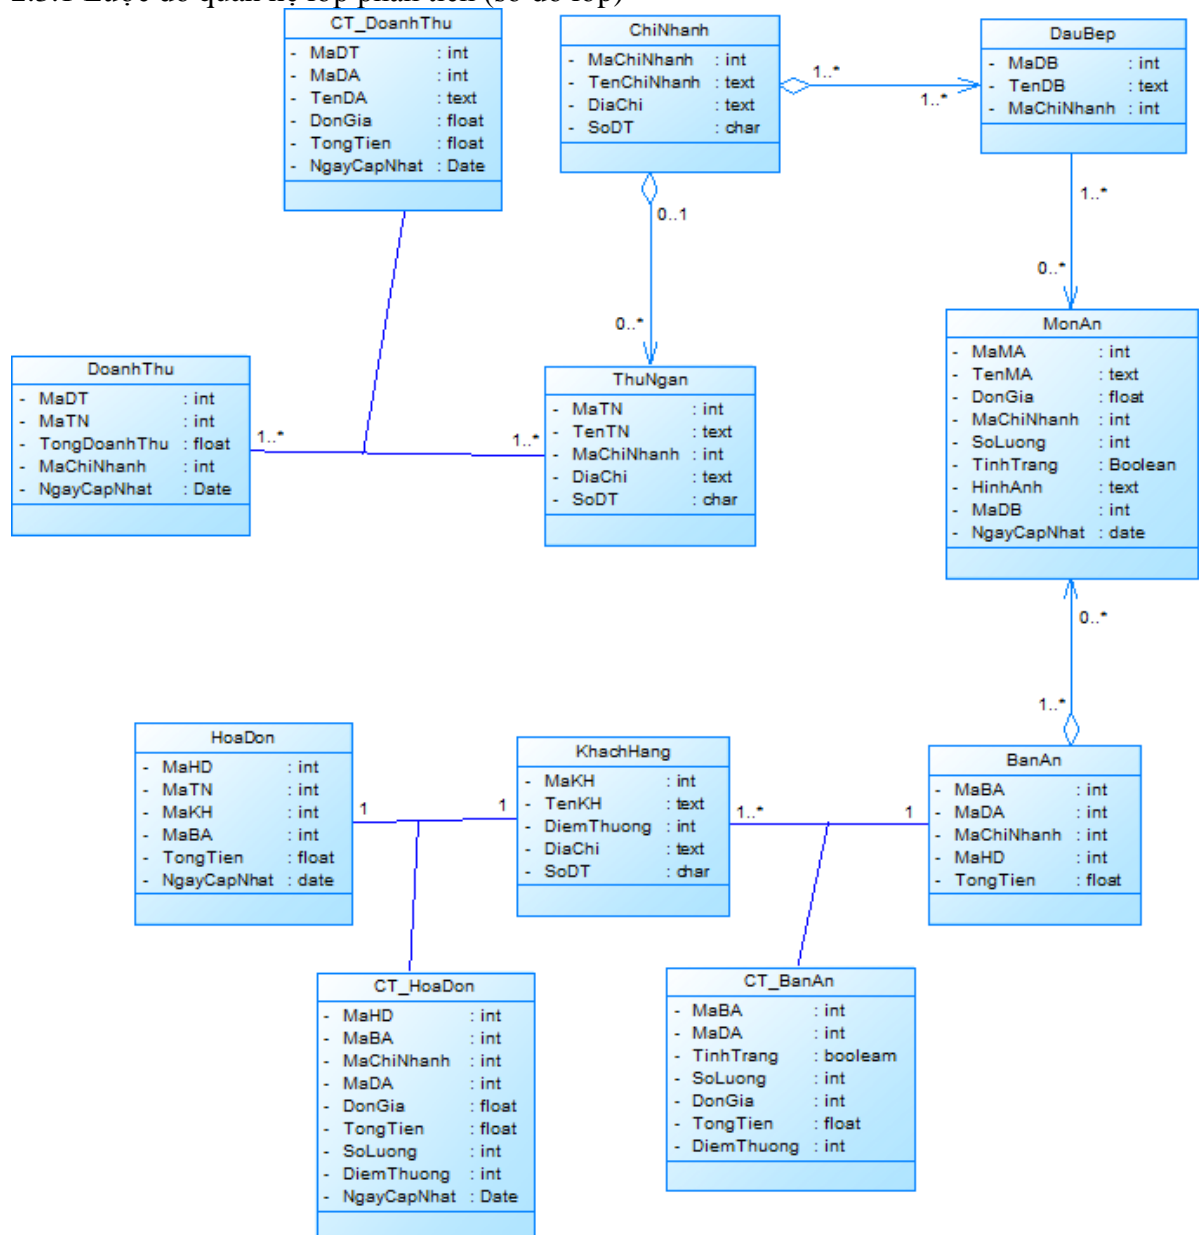 CT_DoanhThu
- MaDT : int
- MaDA : int
- TenDA : text
- DonGia : float
- TongTien : float
- NgayCapNhat : Date
ChiNhanh
- MaChiNhanh : int
- TenChiNhanh : text
- DiaChi : text
- SoDT : char
1..*
1..*
DauBep
- MaDB : int
- TenDB : text
- MaChiNhanh : int
0..1
0..*
1..*
0..*
DoanhThu
- MaDT : int
- MaTN : int
- TongDoanhThu : float
- MaChiNhanh : int
- NgayCapNhat : Date
1..*
1..*
ThuNgan
- MaTN : int
- TenTN : text
- MaChiNhanh : int
- DiaChi : text
- SoDT : char
MonAn
- MaMA : int
- TenMA : text
- DonGia : float
- MaChiNhanh : int
- SoLuong : int
- TinhTrang : Boolean
- HinhAnh : text
- MaDB : int
- NgayCapNhat : date
0..*
1..*
HoaDon
- MaHD : int
- MaTN : int
- MaKH : int
- MaBA : int
- TongTien : float
- NgayCapNhat : date
1
1
KhachHang
- MaKH : int
- TenKH : text
- DiemThuong : int
- DiaChi : text
- SoDT : char
1..*
1
BanAn
- MaBA : int
- MaDA : int
- MaChiNhanh : int
- MaHD : int
- TongTien : float
CT_HoaDon
- MaHD : int
- MaBA : int
- MaChiNhanh : int
- MaDA : int
- DonGia : float
- TongTien : float
- SoLuong : int
- DiemThuong : int
- NgayCapNhat : Date
CT_BanAn
- MaBA : int
- MaDA : int
- TinhTrang : booleam
- SoLuong : int
- DonGia : int
- TongTien : float
- DiemThuong : int